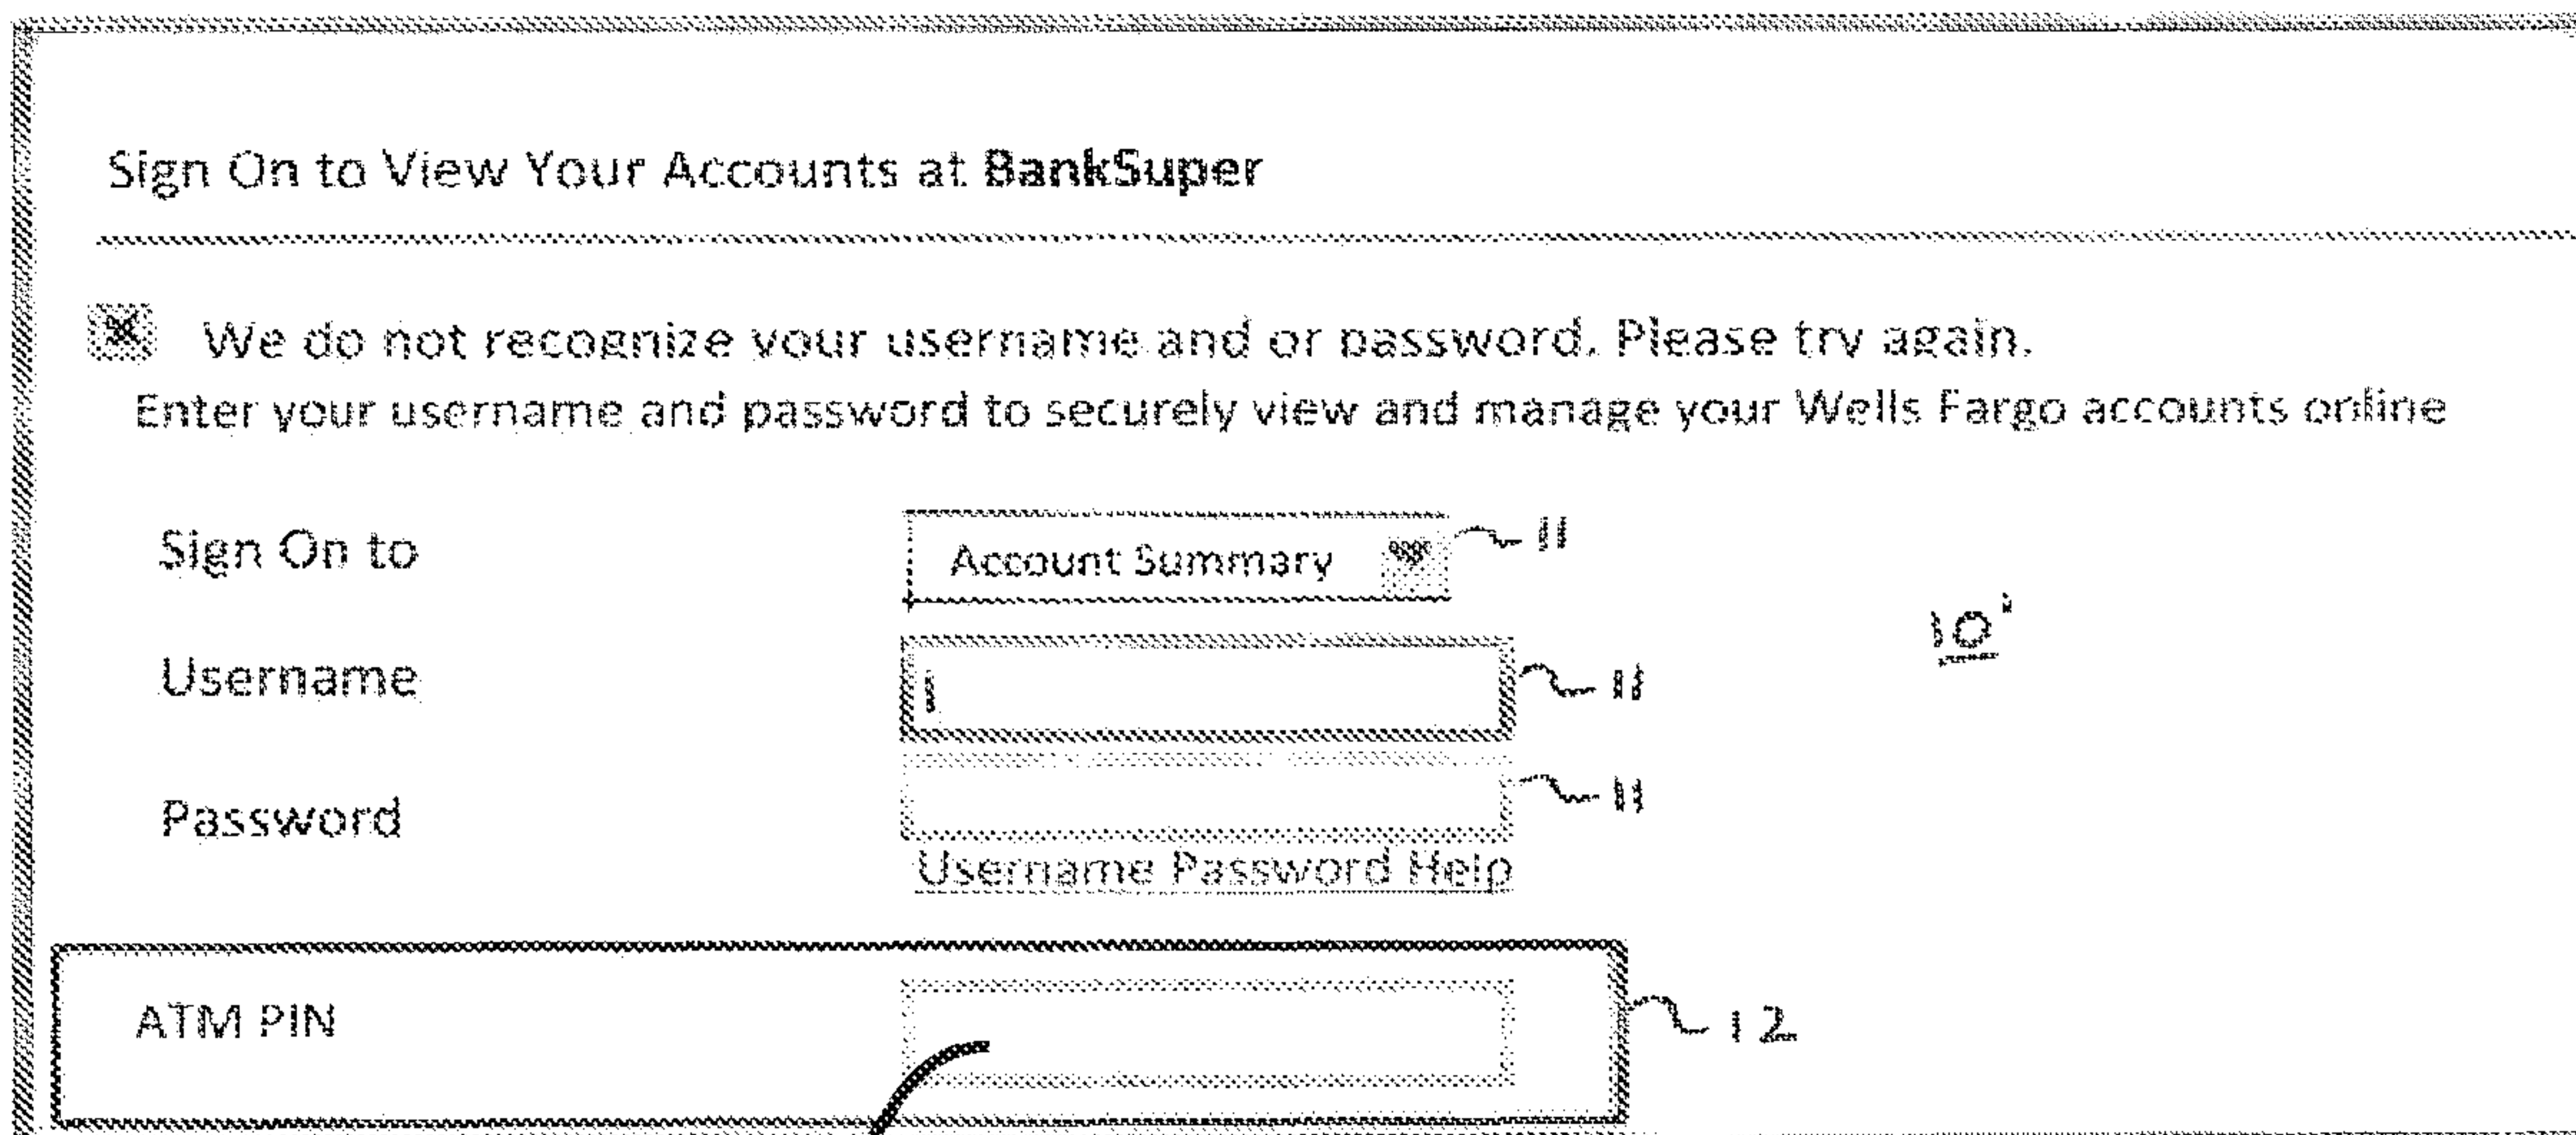 Sign On to View Your Accounts at BankSuper
We do not recognize your username and or password. Please try again.
Enter your username and password to securely view and manage your Wells Fargo accounts online
Sign On to
Account Summary
11
10'
Username
11
Password
11
Username Password Help
ATM PIN
12